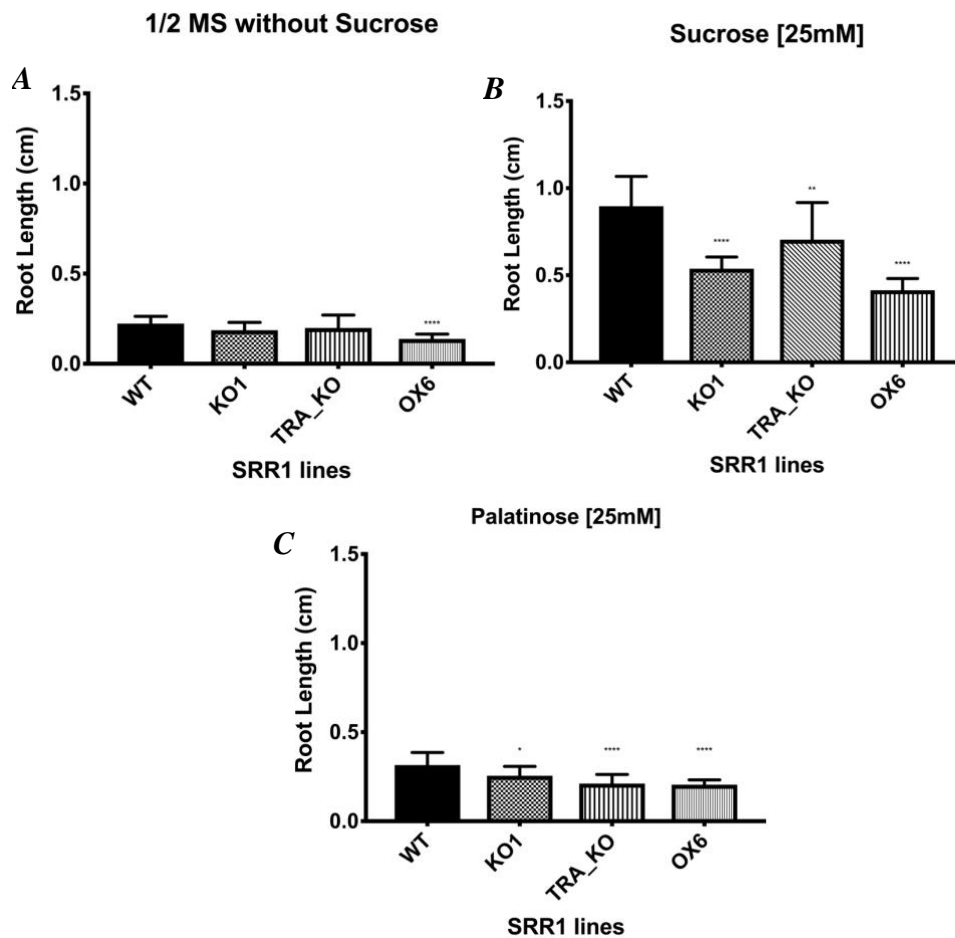 1/2 MS without Sucrose
A
Root Length (cm)
1.5
1.0
0.5
0.0
****
WT
KO1
TRA_KO
OX6
SRR1 lines
Sucrose [25mM]
B
Root Length (cm)
1.5
1.0
0.5
0.0
****
**
****
WT
KO1
TRA_KO
OX6
SRR1 lines
Palatinose [25mM]
C
Root Length (cm)
1.5
1.0
0.5
0.0
*
****
****
WT
KO1
TRA_KO
OX6
SRR1 lines